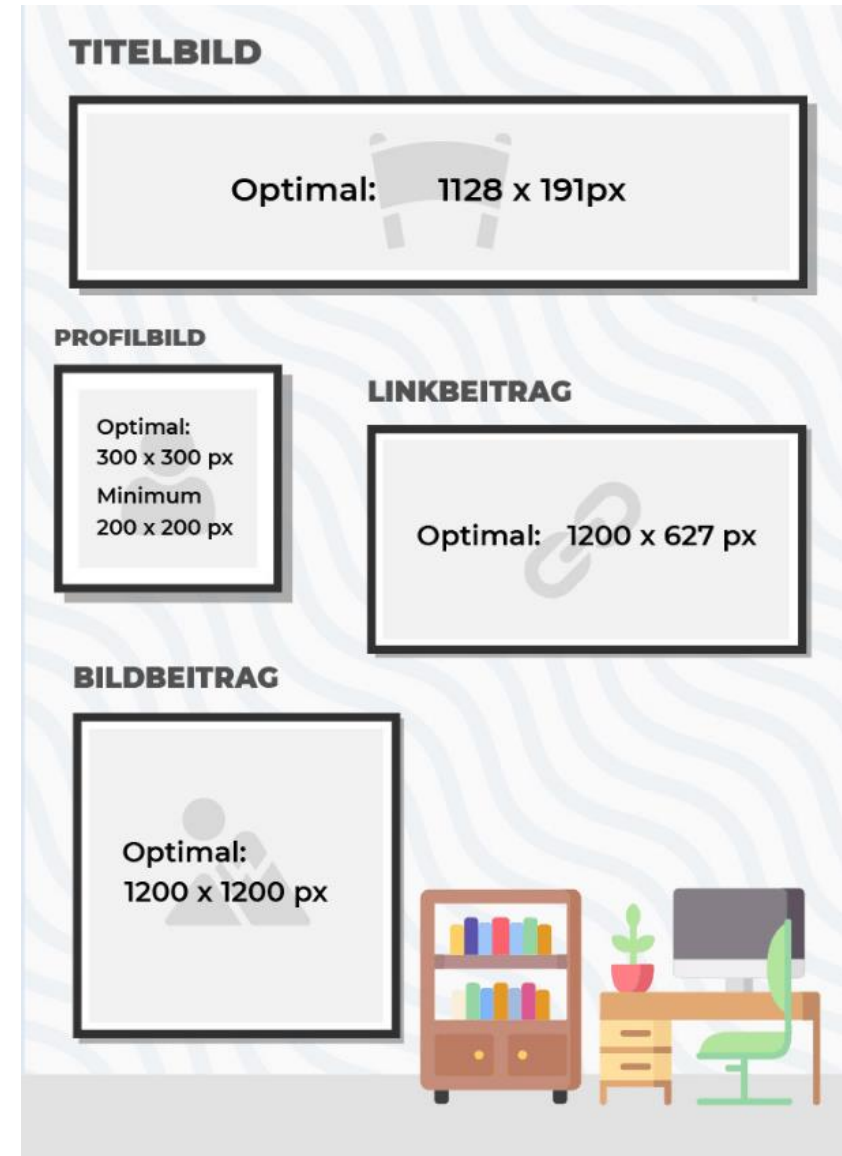 TITELBILD
Optimal: 1128 x 191px
PROFILBILD
Optimal:
300 x 300 px
Minimum
200 x 200 px
LINKBEITRAG
Optimal: 1200 x 627 px
BILDBEITRAG
Optimal:
1200 x 1200 px